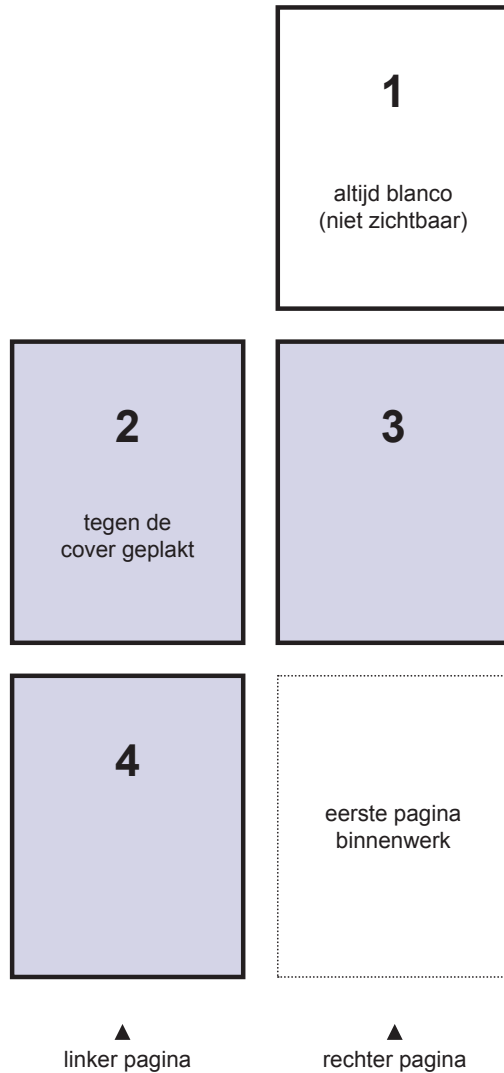 1
altijd blanco
(niet zichtbaar)
2
tegen de
cover geplakt
3
4
eerste pagina
binnenwerk
▲
linker pagina
▲
rechter pagina